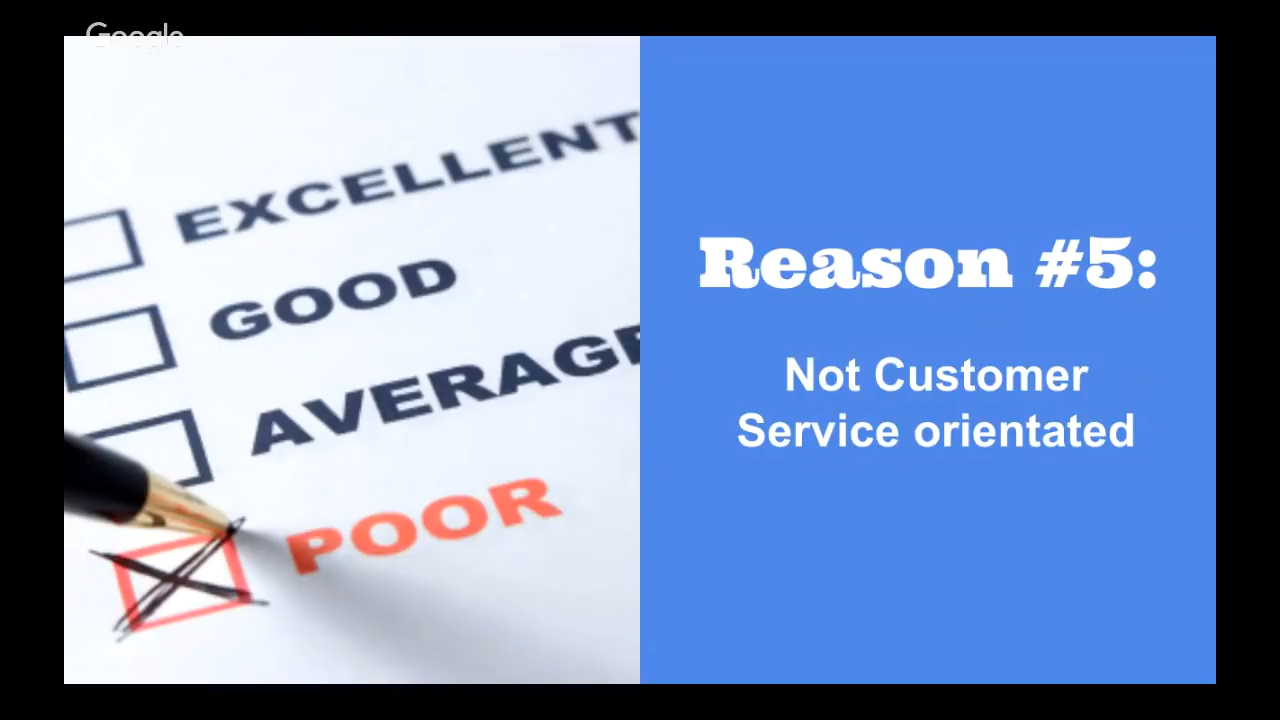 Google
EXCELLENT
GOOD
AVERAGE
POOR
Reason #5:
Not Customer
Service orientated